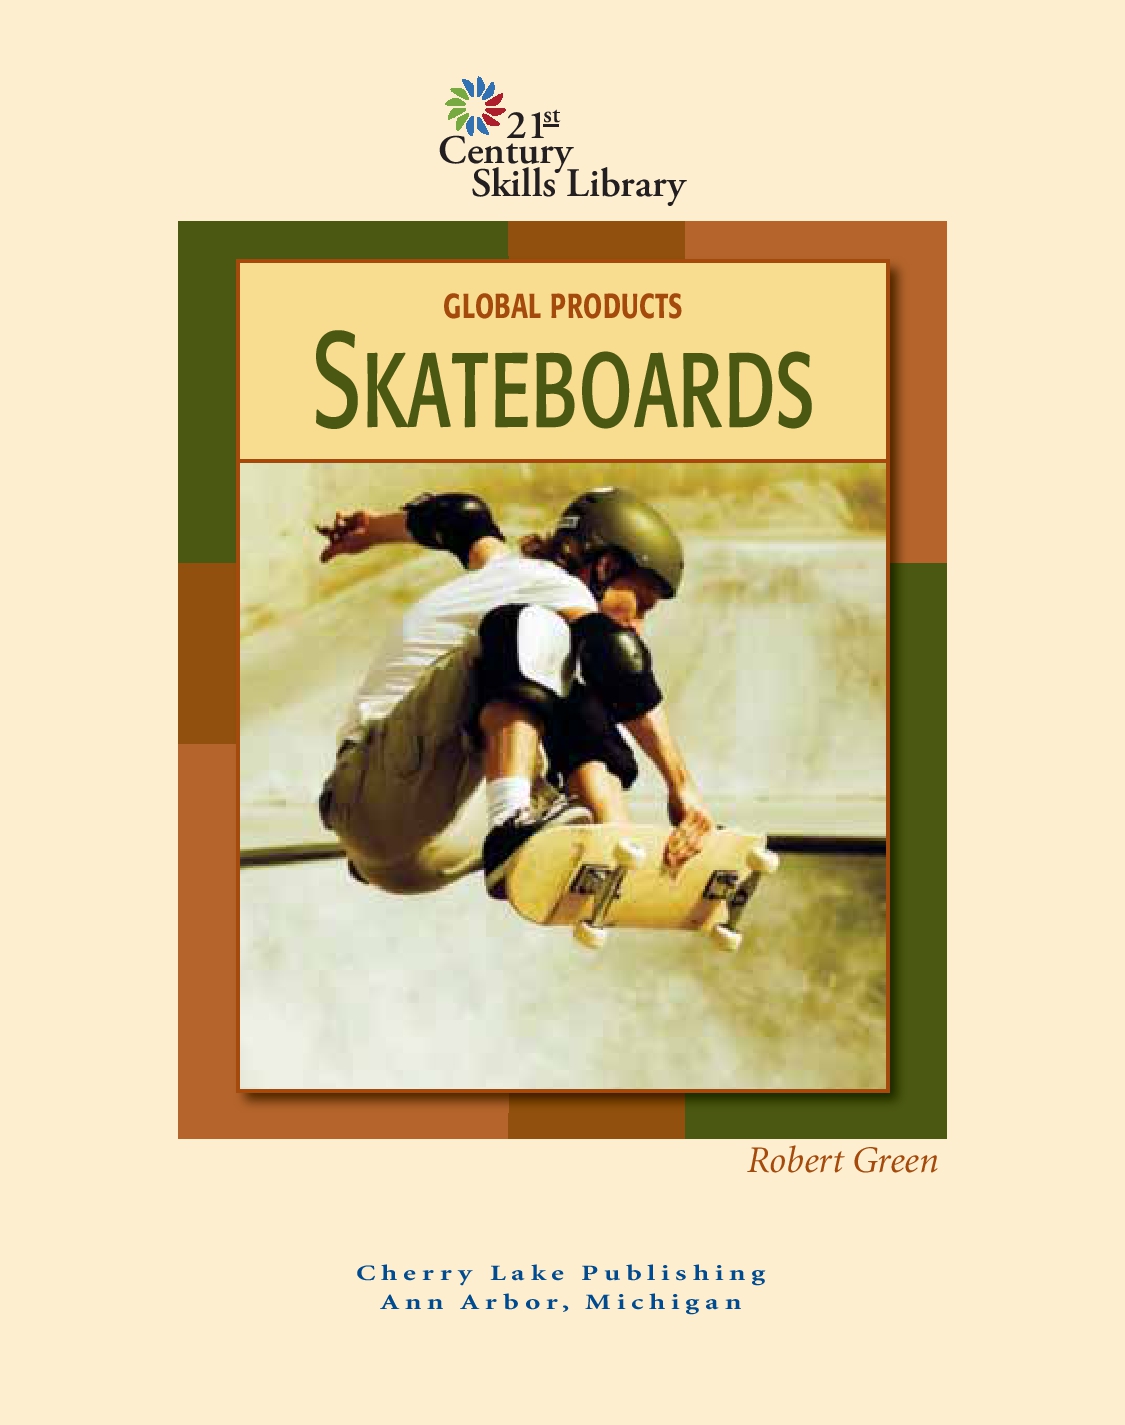 21st
Century
Skills Library
GLOBAL PRODUCTS
SKATEBOARDS
Robert Green
Cherry Lake Publishing
Ann Arbor, Michigan